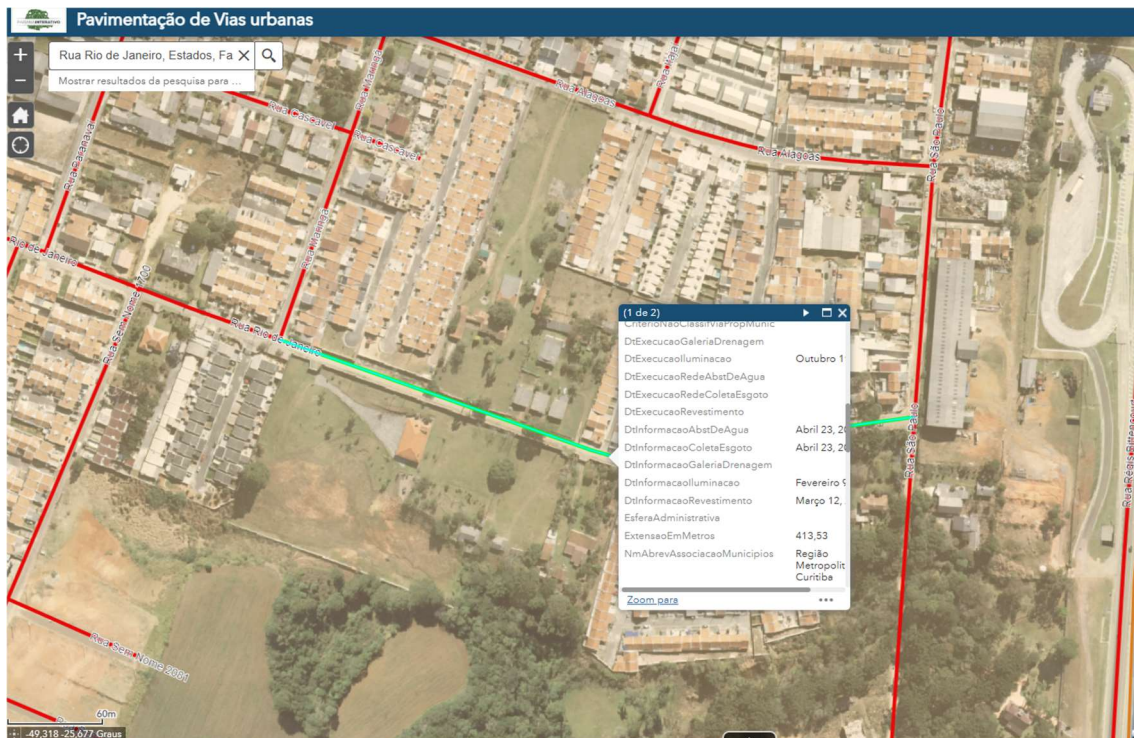 Pavimentação de Vias urbanas
+
Rua Rio de Janeiro, Estados, Fa
−
Mostrar resultados da pesquisa para ...
Rua Maringá
Rua Alagoas
Rua Cascavel
Rua Cascavel
Rua Alagoas
Rua São Paulo
Rua Paranavaí
Rua Maringá
Rio de Janeiro
Rua Sem Nome 1700
Rua Rio de Janeiro
(1 de 2)
CriterioNaoClassifViaPropMunic
DtExecucaoGaleriaDrenagem
DtExecucaoIluminacao Outubro 1
DtExecucaoRedeAbstDeAgua
DtExecucaoRedeColetaEsgoto
DtExecucaoRevestimento
DtInformacaoAbstDeAgua Abril 23, 20
DtInformacaoColetaEsgoto Abril 23, 20
DtInformacaoGaleriaDrenagem
DtInformacaoIluminacao Fevereiro 9
DtInformacaoRevestimento Março 12,
EsferaAdministrativa
ExtensaoEmMetros 413,53
NmAbrevAssociacaoMunicipios Região
Metropolit
Curitiba
Zoom para
Rua São Paulo
Rua Régis Bittencourt
Rua Sem Nome 2081
60m
-49,318 -25,677 Graus